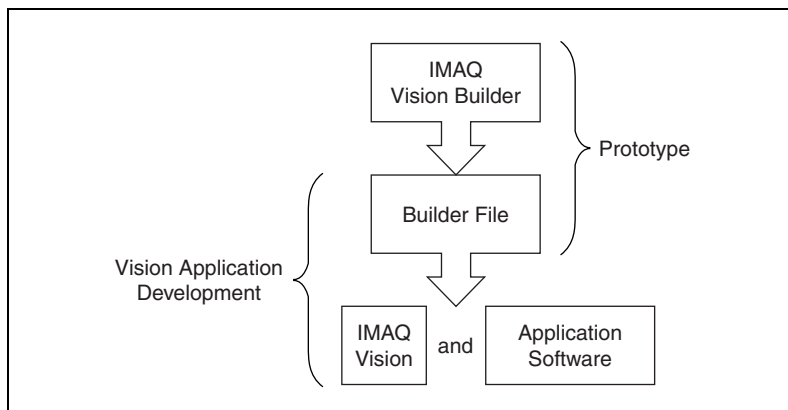 IMAQ
Vision Builder
Prototype
Builder File
Vision Application
Development
IMAQ
Vision
and
Application
Software